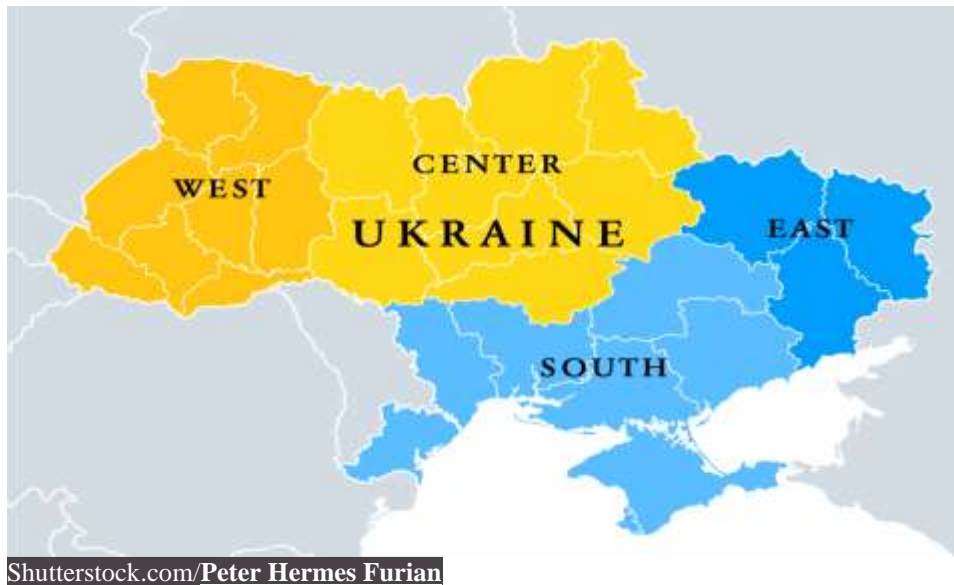 CENTER
WEST
UKRAINE
EAST
SOUTH
Shutterstock.com/Peter Hermes Furian